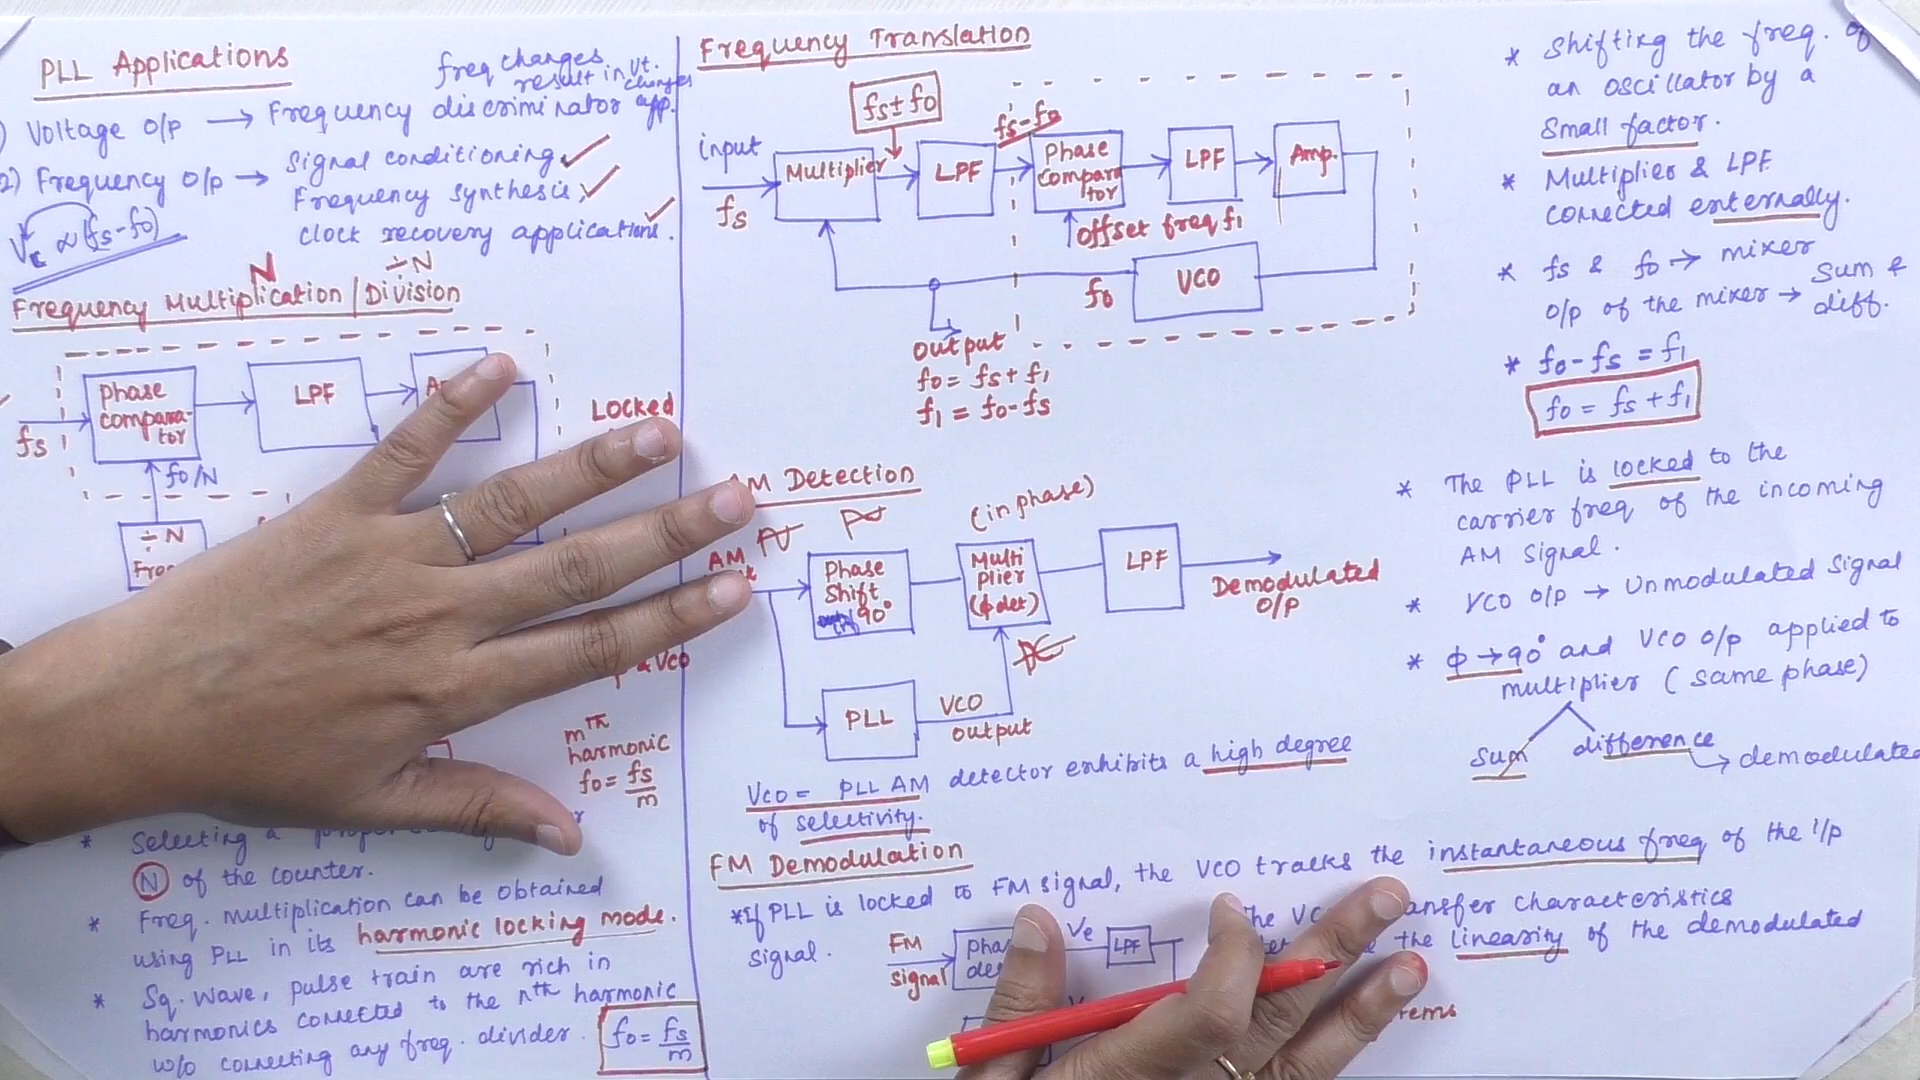 PLL Applications
freq changes
result in Vt.
changes
1) Voltage O/p → Frequency discriminator app.
2) Frequency O/p → Signal conditioning ✓
Frequency synthesis, ✓
clock recovery applications. ✓
Vc ∝ (fs-fo)
N ÷N
Frequency Multiplication/Division
Phase
compara-
tor
LPF
fs
fo/N
÷ N
Locked
& VCO
mth
harmonic
fo = fs/m
* Selecting a
N of the counter.
* Freq. Multiplication can be obtained
using PLL in its harmonic locking mode.
* Sq. wave, pulse train are rich in
harmonics connected to the nth harmonic
w/o connecting any freq. divider.
fo = fs/m
Frequency Translation
fs ± fo
input
fs
Multiplier
LPF
fs-fo
Phase
compara
tor
LPF
Amp.
offset freq f1
VCO
fo
output
fo = fs + f1
f1 = fo - fs
* Shifting the freq. of
an oscillator by a
small factor.
* Multiplier & LPF
connected externally.
* fs & fo → mixer
O/p of the mixer → Sum &
diff.
* fo - fs = f1
fo = fs + f1
AM Detection
AM
Phase
Shift
90°
(in phase)
Multi
plier
(ϕ det)
LPF
Demodulated
O/p
PLL
VCO
output
Vco = PLL AM detector exhibits a high degree
of selectivity.
* The PLL is locked to the
carrier freq of the incoming
AM signal.
* VCO O/p → Unmodulated signal
* ϕ → 90° and VCO O/p applied to
multiplier (same phase)
Sum difference → demodulated
FM Demodulation
*If PLL is locked to FM signal, the VCO tracks the instantaneous freq of the i/p
signal.
FM
signal
Ve
LPF
the linearity of the demodulated